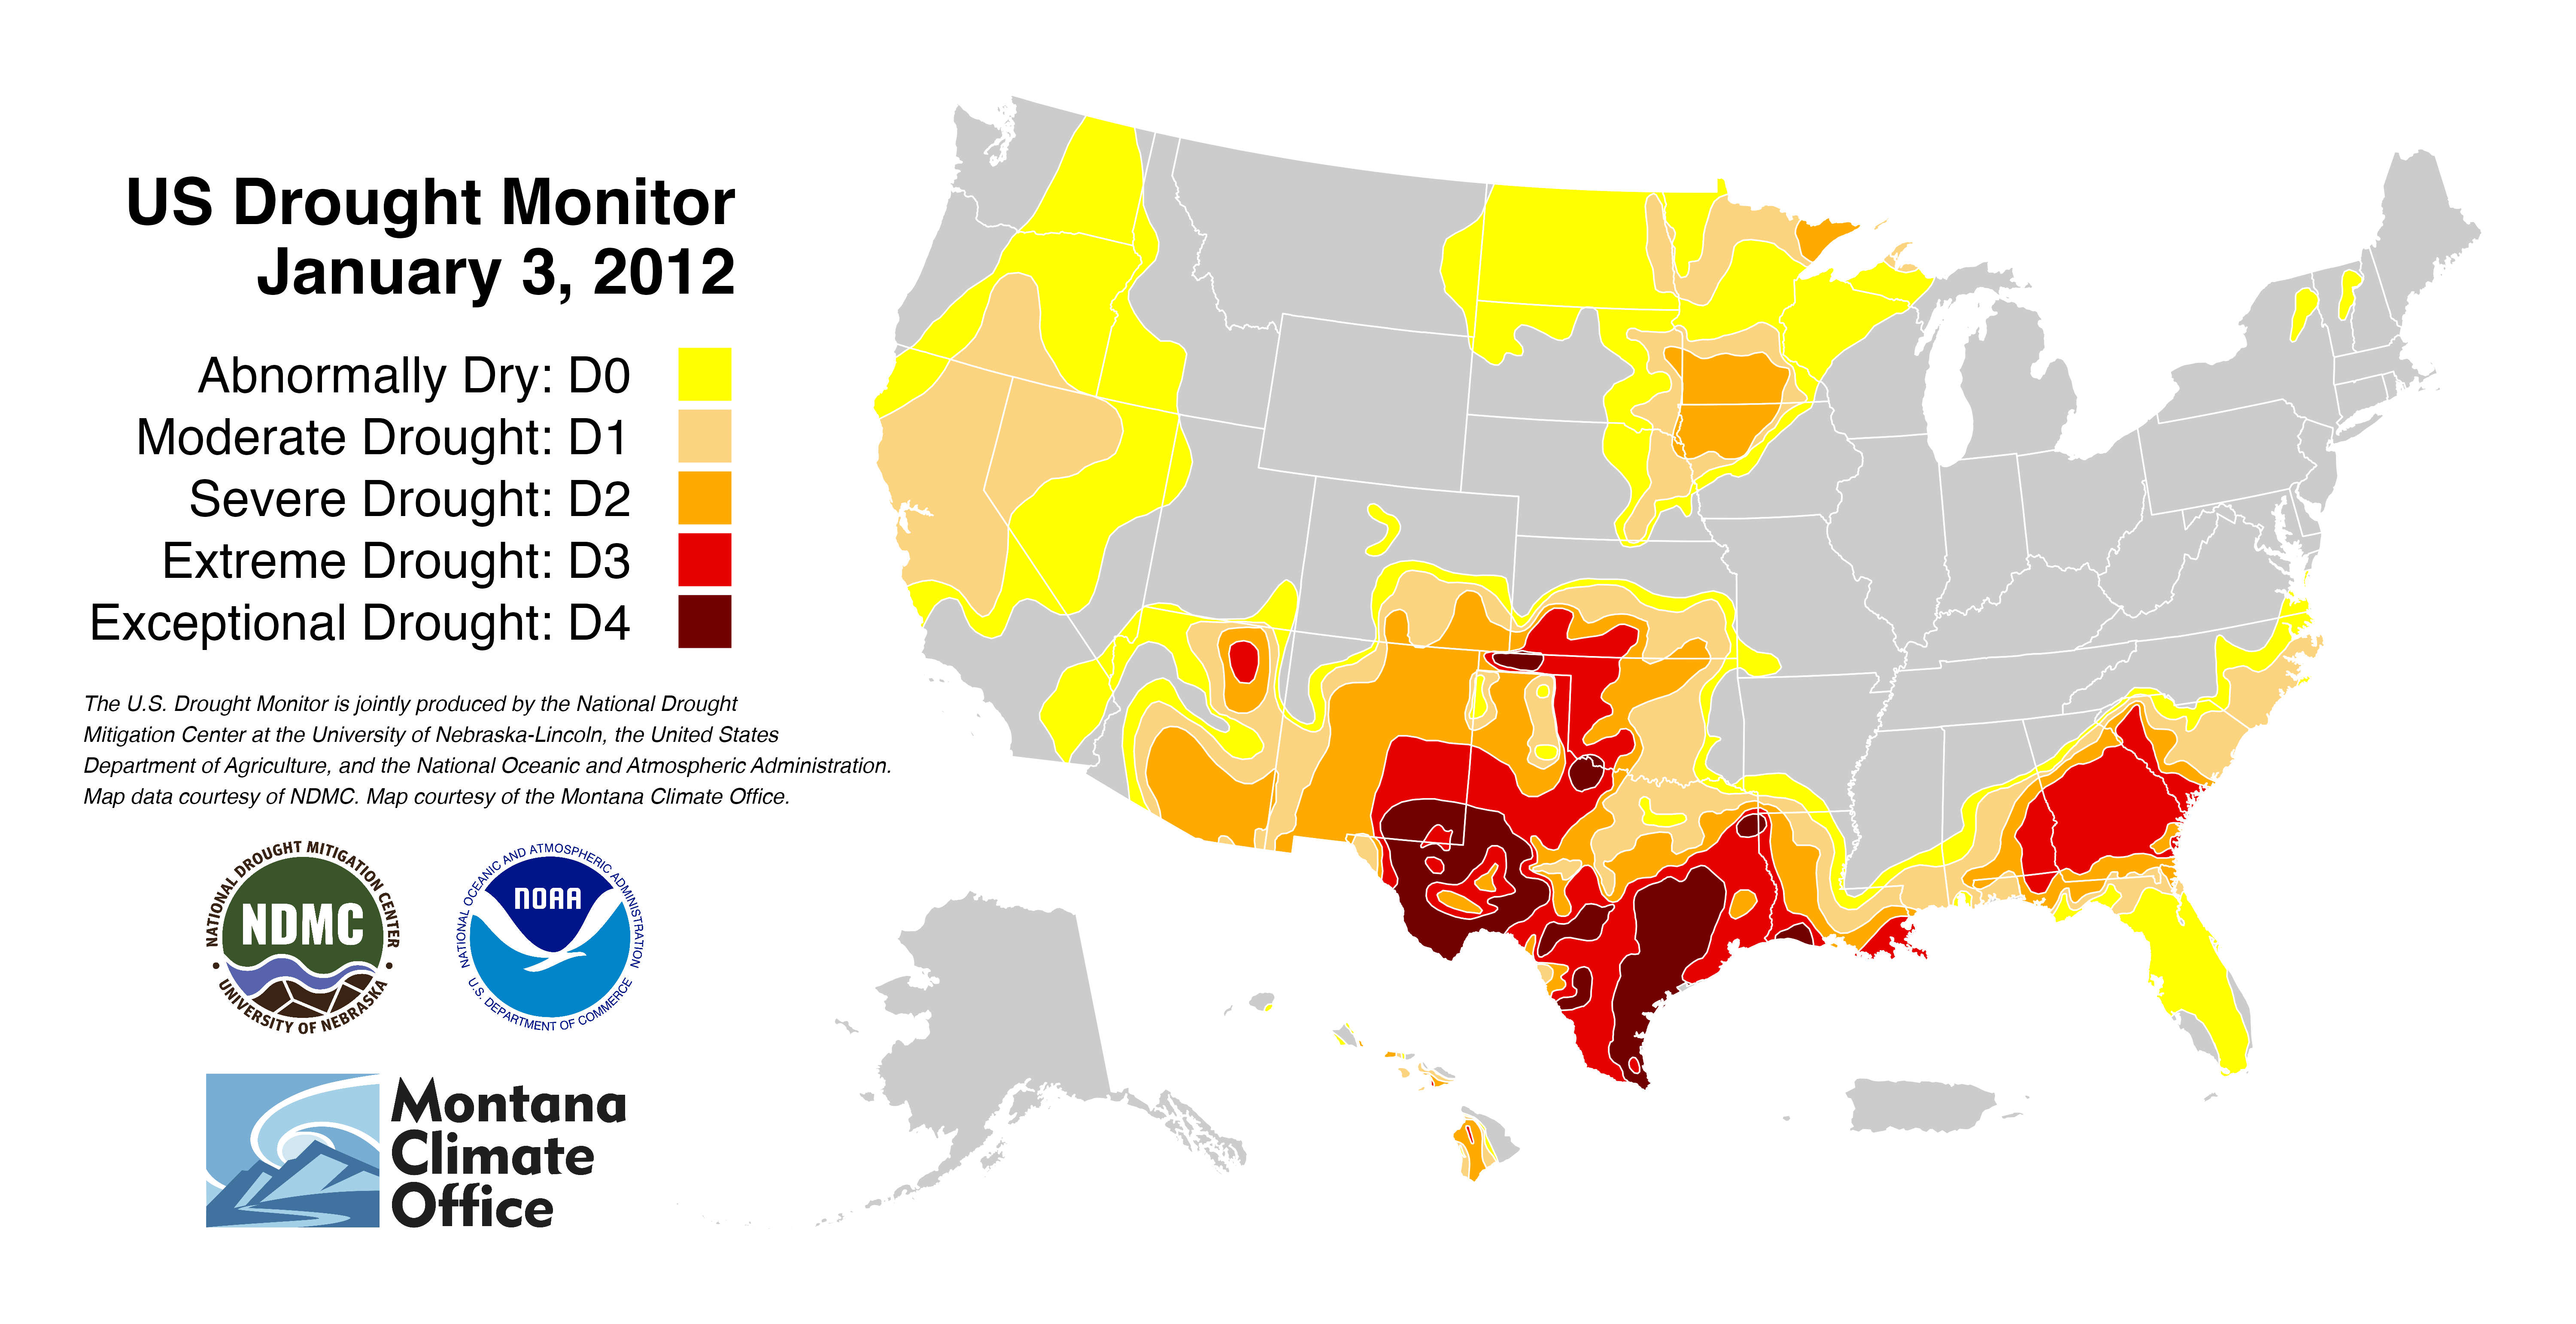 US Drought Monitor
January 3, 2012
Abnormally Dry: D0
Moderate Drought: D1
Severe Drought: D2
Extreme Drought: D3
Exceptional Drought: D4
The U.S. Drought Monitor is jointly produced by the National Drought
Mitigation Center at the University of Nebraska-Lincoln, the United States
Department of Agriculture, and the National Oceanic and Atmospheric Administration.
Map data courtesy of NDMC. Map courtesy of the Montana Climate Office.
NATIONAL DROUGHT MITIGATION CENTER
NDMC
• UNIVERSITY OF NEBRASKA •
NATIONAL OCEANIC AND ATMOSPHERIC ADMINISTRATION
NOAA
U.S. DEPARTMENT OF COMMERCE
Montana
Climate
Office